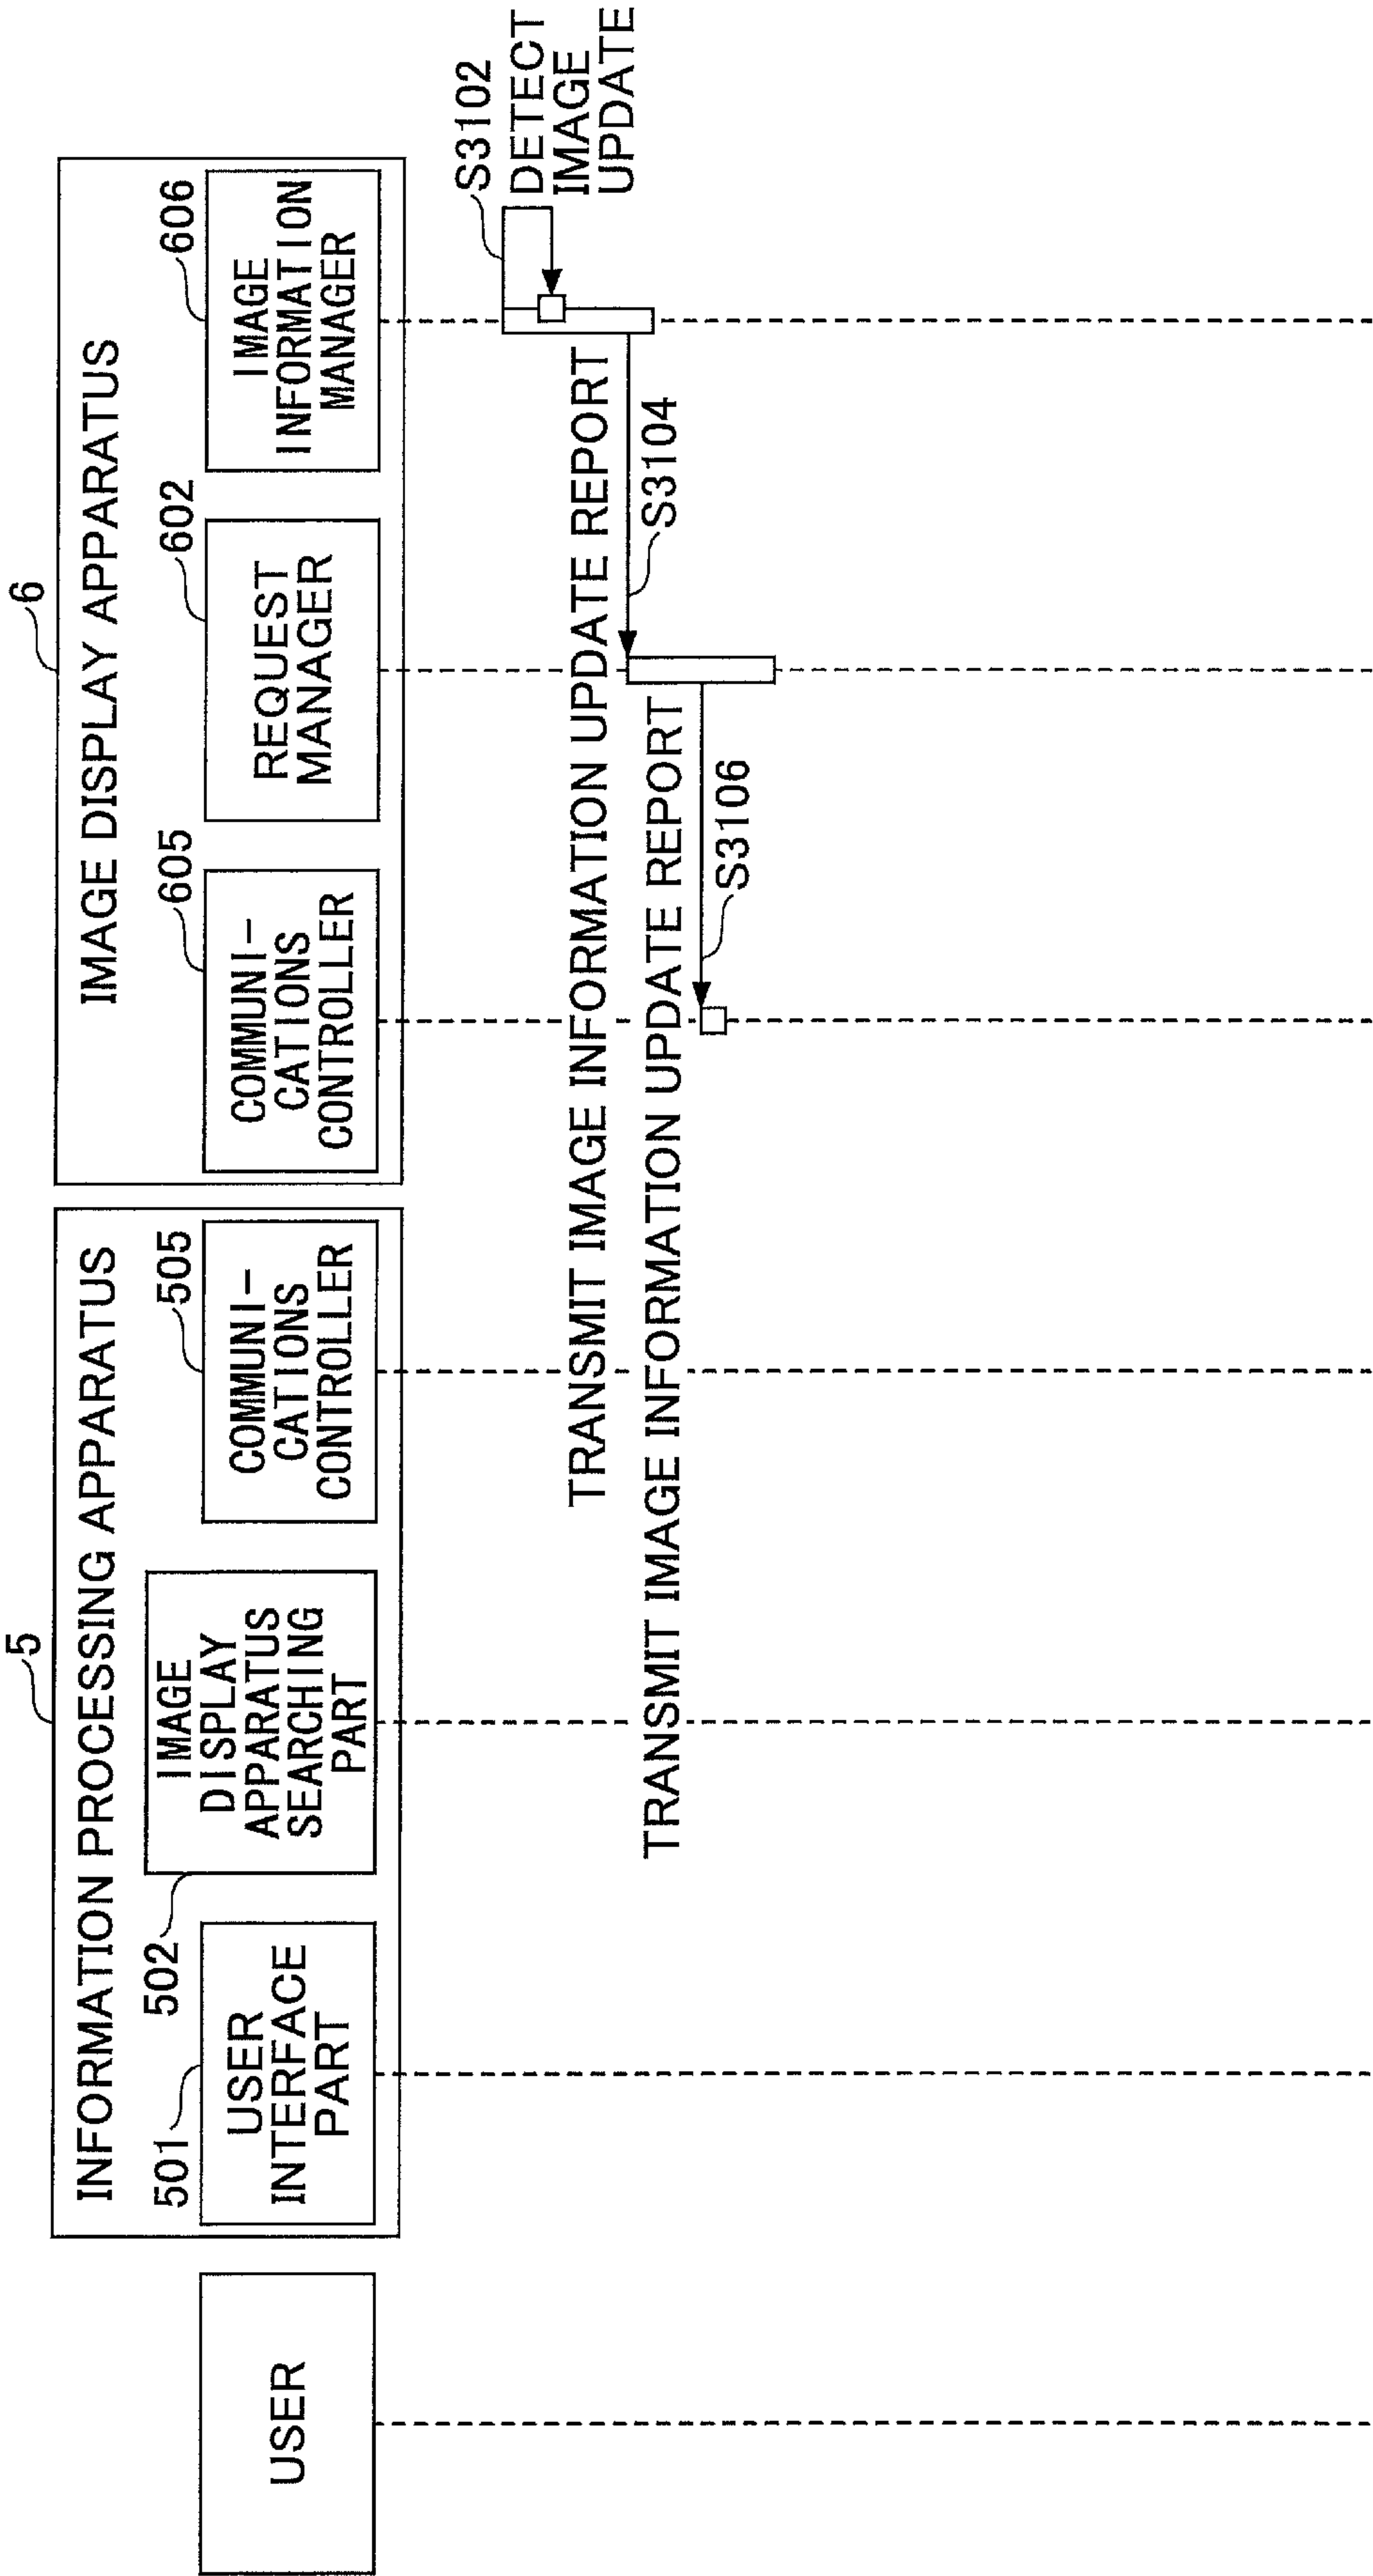 5
INFORMATION PROCESSING APPARATUS
6
IMAGE DISPLAY APPARATUS
USER
501
USER
INTERFACE
PART
502
IMAGE
DISPLAY
APPARATUS
SEARCHING
PART
505
COMMUNI-
CATIONS
CONTROLLER
605
COMMUNI-
CATIONS
CONTROLLER
602
REQUEST
MANAGER
606
IMAGE
INFORMATION
MANAGER
S3102
DETECT
IMAGE
UPDATE
TRANSMIT IMAGE INFORMATION UPDATE REPORT
S3104
TRANSMIT IMAGE INFORMATION UPDATE REPORT
S3106